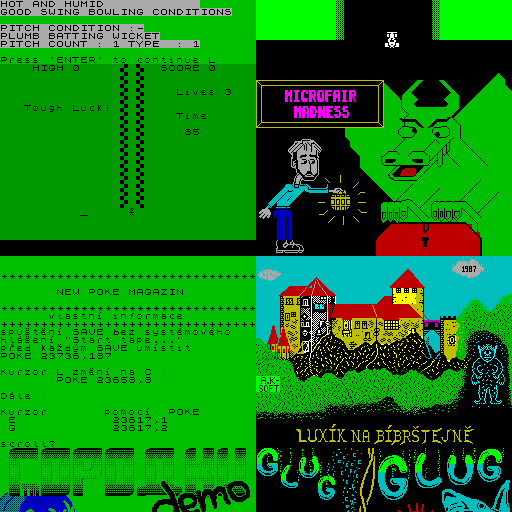 HOT AND HUMID
GOOD SWING BOWLING CONDITIONS
PITCH CONDITION :-
PLUMB BATTING WICKET
PITCH COUNT : 1 TYPE : 1
Press 'ENTER' to continue L
HIGH 0 SCORE 0
Lives 3
Tough Luck!
Time
85
MICROFAIR
MADNESS
NEW POKE MAGAZIN
vlastní informace
spuštění SAVE bez systémového
hlášení "Start tape...":
před každým SAVE umístit
POKE 23736,187
Kurzor L změní na C :
POKE 23658,8
Dále :
Kurzor pomocí POKE
E 23617,1
G 23617,2
scroll?
demo
1987
A.K-
SOFT
LUXÍK NA BÍBRŠTEJNĚ
GLUG GLUG